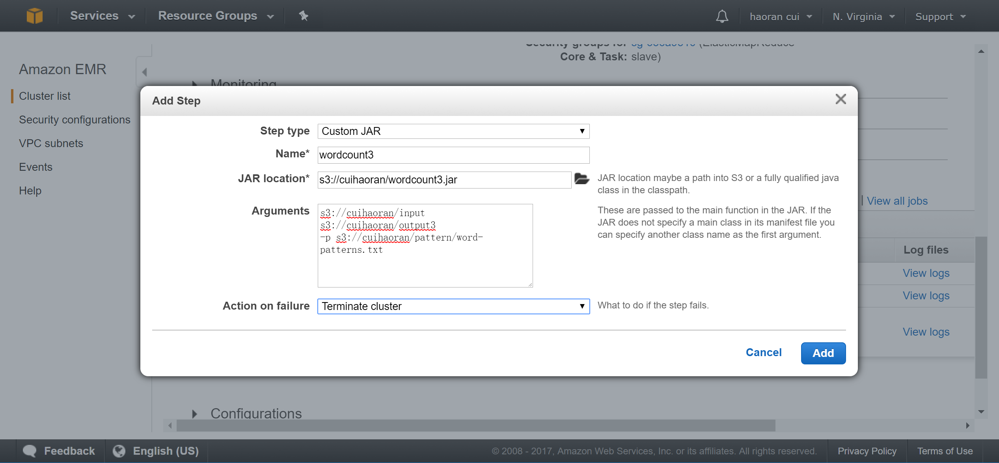 Services
Resource Groups
haoran cui
N. Virginia
Support
Security groups for
(ElasticMapReduce
Core & Task: slave)
Amazon EMR
Cluster list
Security configurations
VPC subnets
Events
Help
Monitoring
Add Step
Step type
Custom JAR
Name*
wordcount3
JAR location*
s3://cuihaoran/wordcount3.jar
JAR location maybe a path into S3 or a fully qualified java
class in the classpath.
Arguments
s3://cuihaoran/input
s3://cuihaoran/output3
-p s3://cuihaoran/pattern/word-
patterns.txt
These are passed to the main function in the JAR. If the
JAR does not specify a main class in its manifest file you
can specify another class name as the first argument.
Action on failure
Terminate cluster
What to do if the step fails.
Cancel
Add
View all jobs
Log files
View logs
View logs
View logs
Configurations
Feedback
English (US)
© 2008 - 2017, Amazon Web Services, Inc. or its affiliates. All rights reserved.
Privacy Policy
Terms of Use